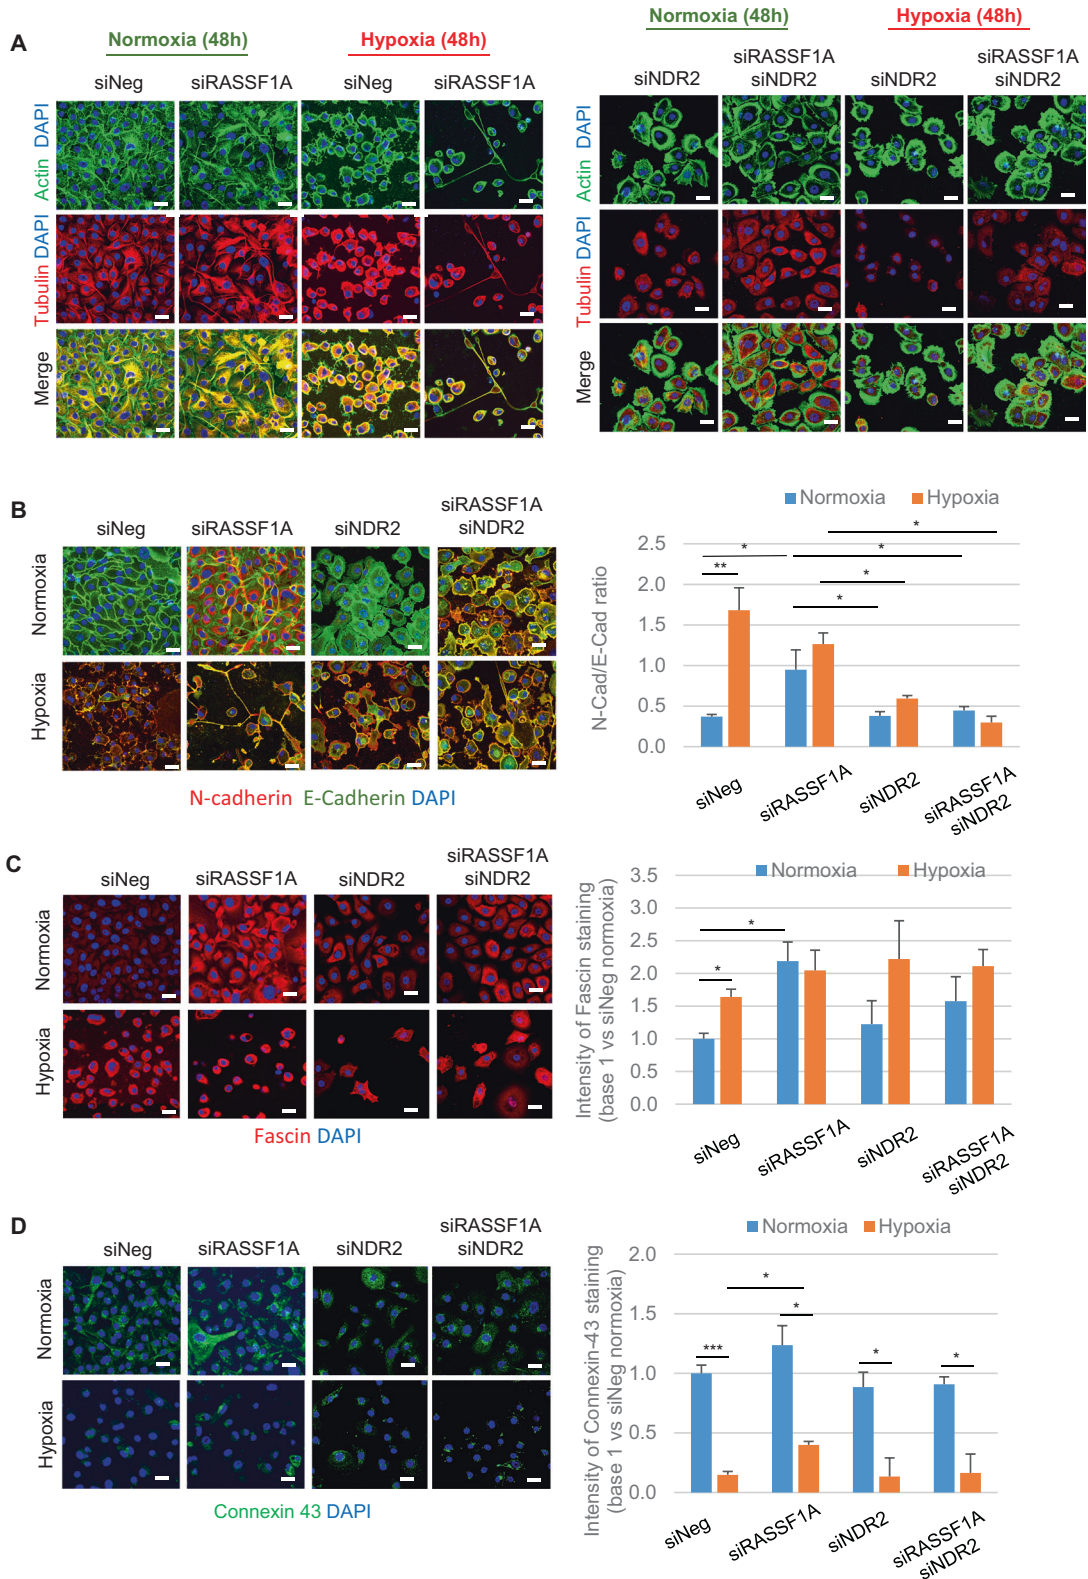 A
Normoxia (48h)
Hypoxia (48h)
siNeg
siRASSF1A
siNeg
siRASSF1A
Actin DAPI
Tubulin DAPI
Merge
Normoxia (48h)
Hypoxia (48h)
siNDR2
siRASSF1A
siNDR2
siNDR2
siRASSF1A
siNDR2
Actin DAPI
Tubulin DAPI
Merge
B
siNeg
siRASSF1A
siNDR2
siRASSF1A
siNDR2
Normoxia
Hypoxia
N-cadherin E-Cadherin DAPI
Normoxia
Hypoxia
N-Cad/E-Cad ratio
2.5
2.0
1.5
1.0
0.5
0.0
*
*
*
**
*
*
siNeg
siRASSF1A
siNDR2
siRASSF1A
siNDR2
C
siNeg
siRASSF1A
siNDR2
siRASSF1A
siNDR2
Normoxia
Hypoxia
Fascin DAPI
Normoxia
Hypoxia
Intensity of Fascin staining
(base 1 vs siNeg normoxia)
3.5
3.0
2.5
2.0
1.5
1.0
0.5
0.0
*
*
siNeg
siRASSF1A
siNDR2
siRASSF1A
siNDR2
D
siNeg
siRASSF1A
siNDR2
siRASSF1A
siNDR2
Normoxia
Hypoxia
Connexin 43 DAPI
Normoxia
Hypoxia
Intensity of Connexin-43 staining
(base 1 vs siNeg normoxia)
2.0
1.5
1.0
0.5
0.0
*
*
***
*
*
siNeg
siRASSF1A
siNDR2
siRASSF1A
siNDR2